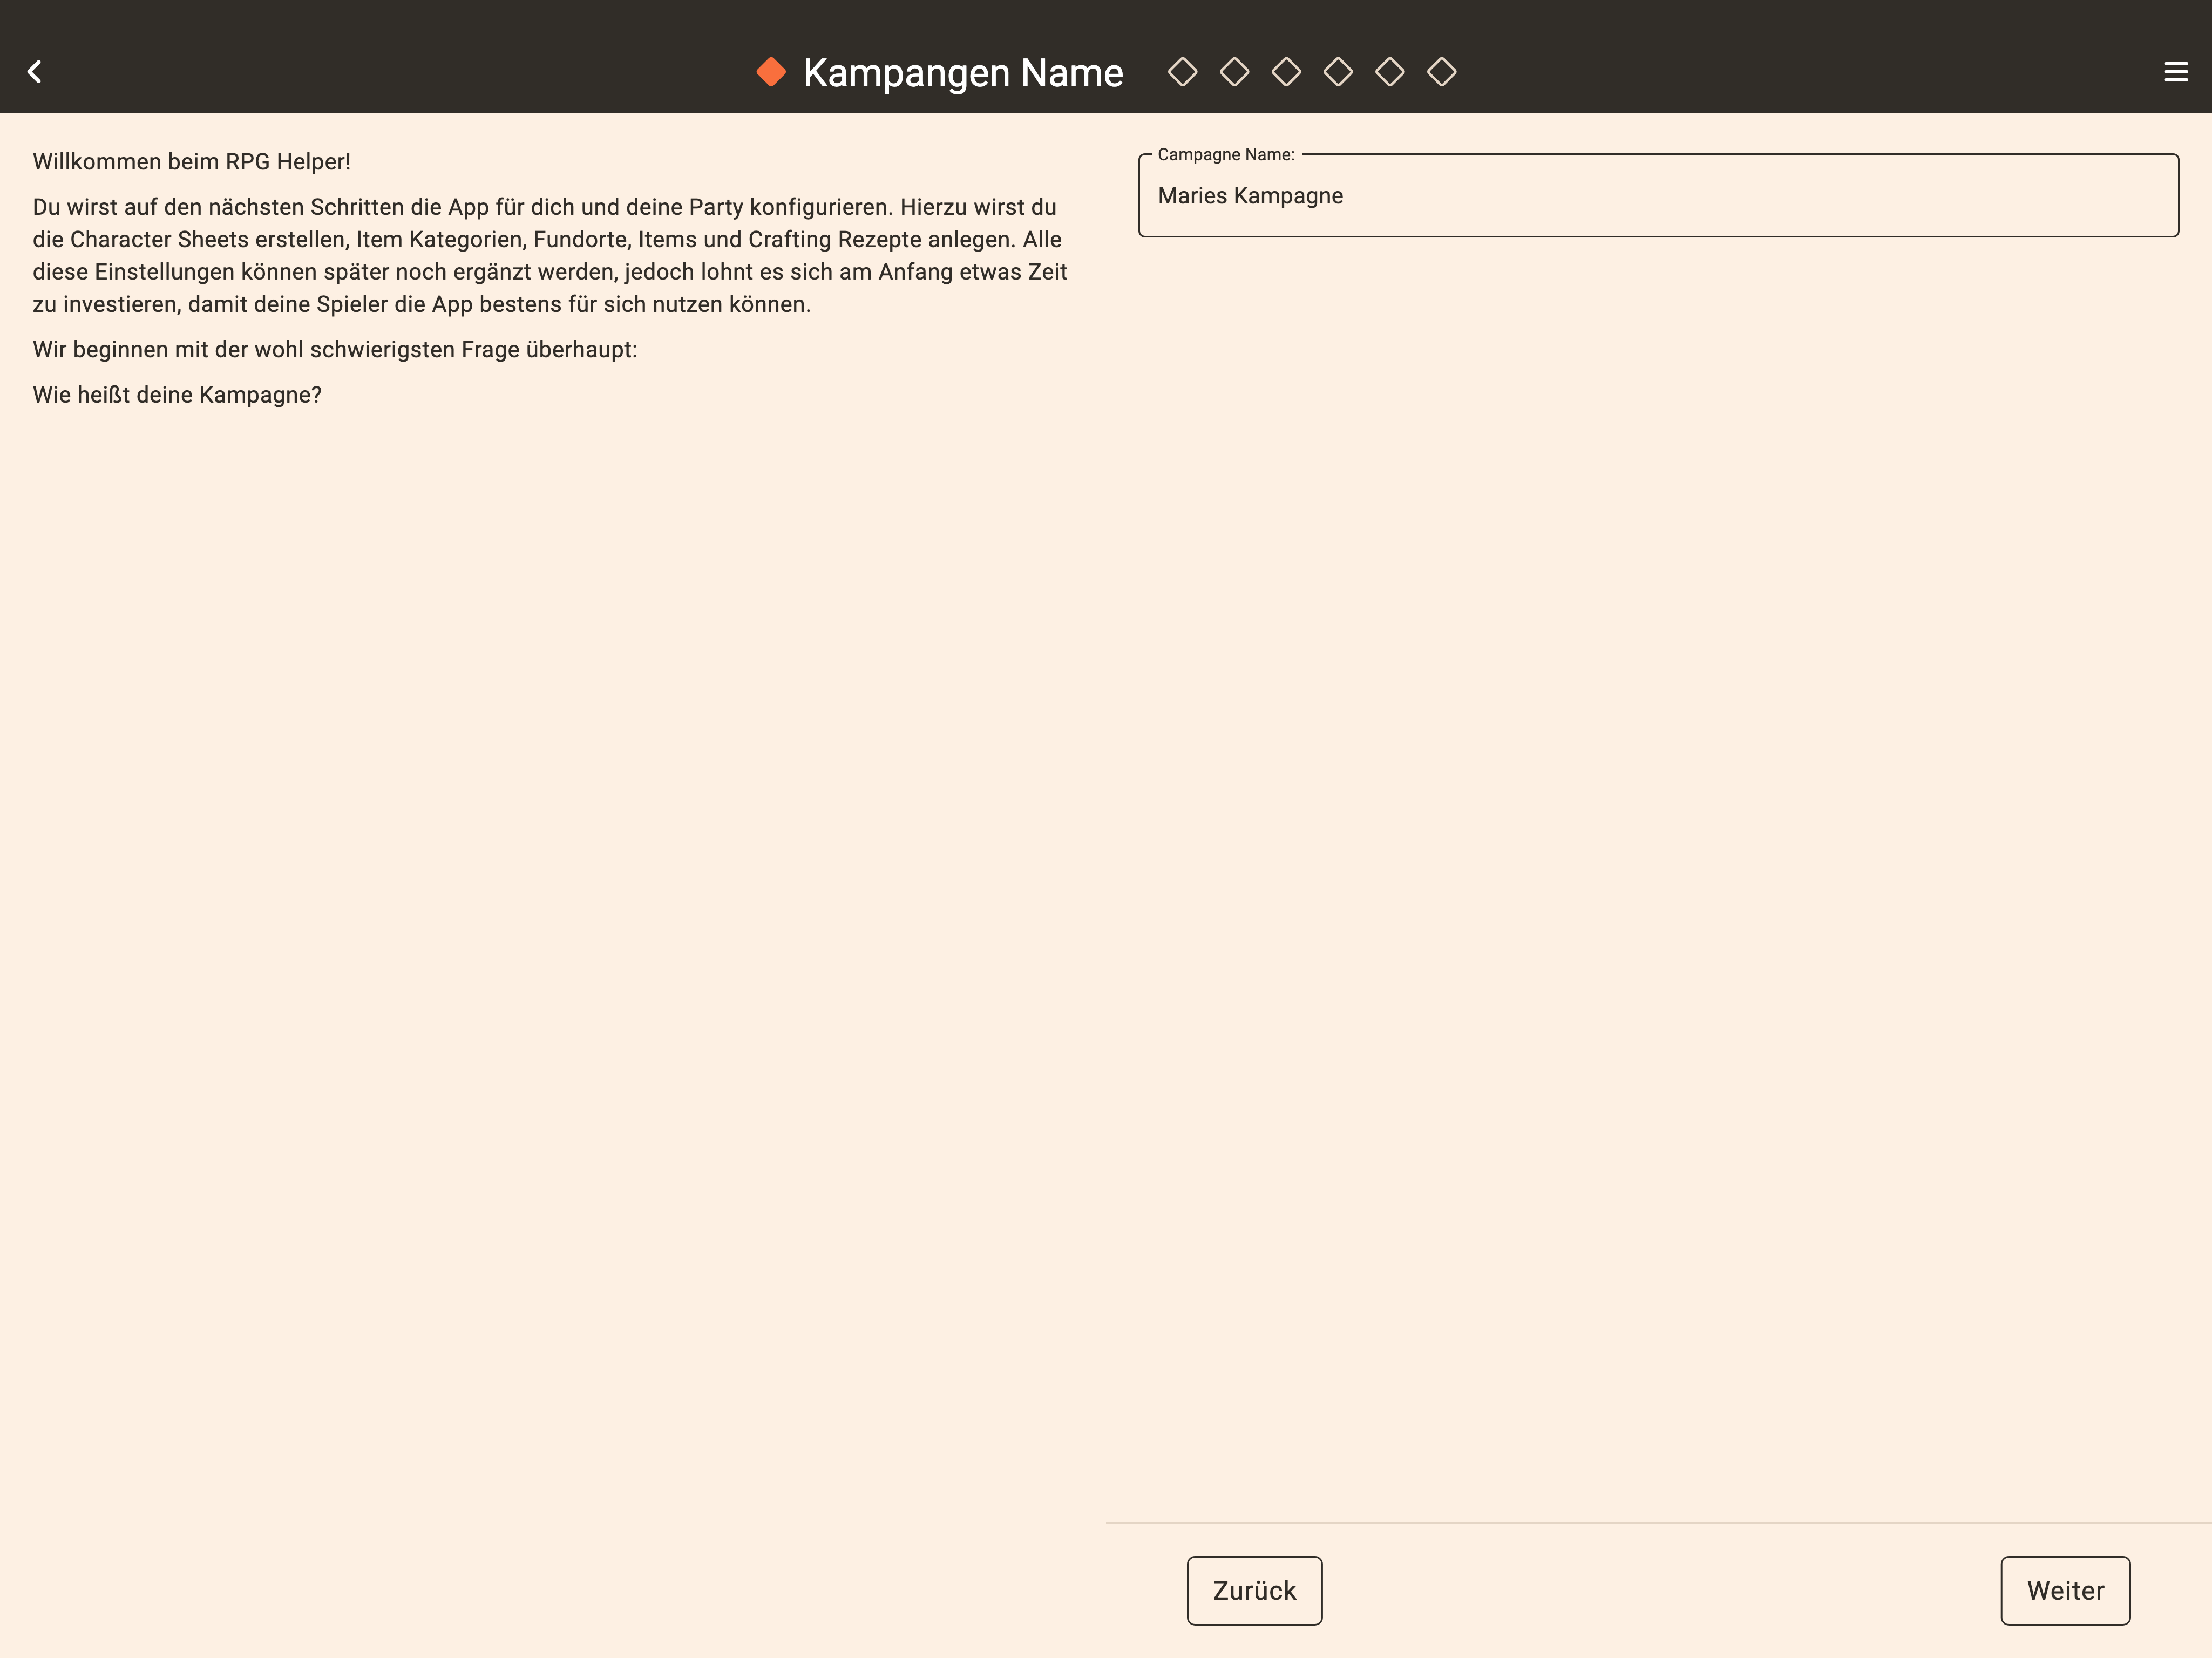 Kampangen Name
Willkommen beim RPG Helper!
Du wirst auf den nächsten Schritten die App für dich und deine Party konfigurieren. Hierzu wirst du
die Character Sheets erstellen, Item Kategorien, Fundorte, Items und Crafting Rezepte anlegen. Alle
diese Einstellungen können später noch ergänzt werden, jedoch lohnt es sich am Anfang etwas Zeit
zu investieren, damit deine Spieler die App bestens für sich nutzen können.
Wir beginnen mit der wohl schwierigsten Frage überhaupt:
Wie heißt deine Kampagne?
Campagne Name:
Maries Kampagne
Zurück
Weiter